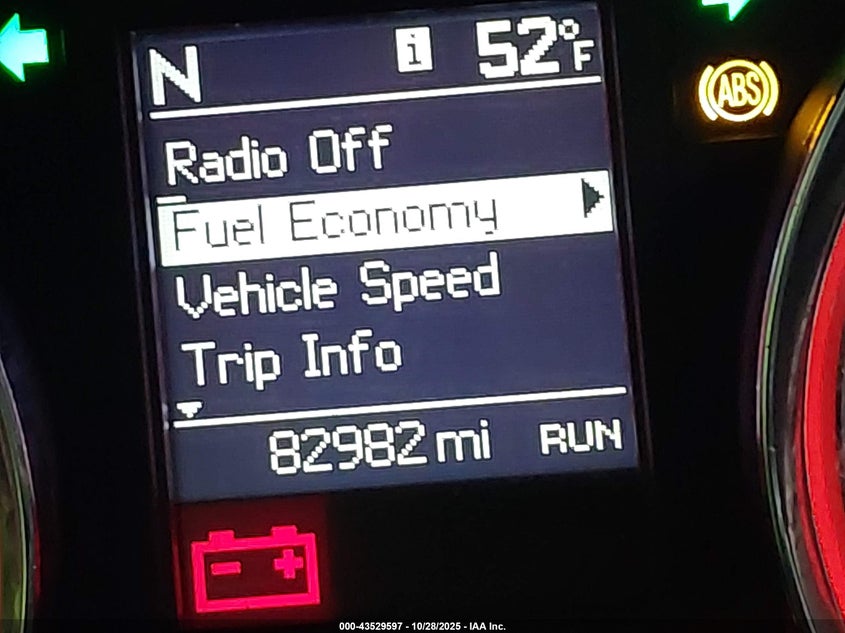 N i 52°F
ABS
Radio Off
Fuel Economy
Vehicle Speed
Trip Info
82982 mi RUN
- +
000-43529597 - 10/28/2025 - IAA Inc.